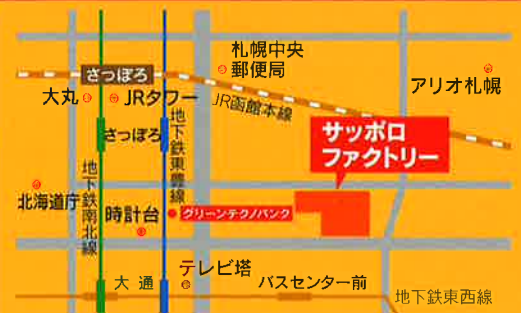 札幌中央
郵便局
さっぽろ
大丸
JRタワー
JR函館本線
アリオ札幌
サッポロ
ファクトリー
さっぽろ
地下鉄東豊線
地下鉄南北線
北海道庁
時計台
グリーンテクノバンク
テレビ塔
大通
バスセンター前
地下鉄東西線